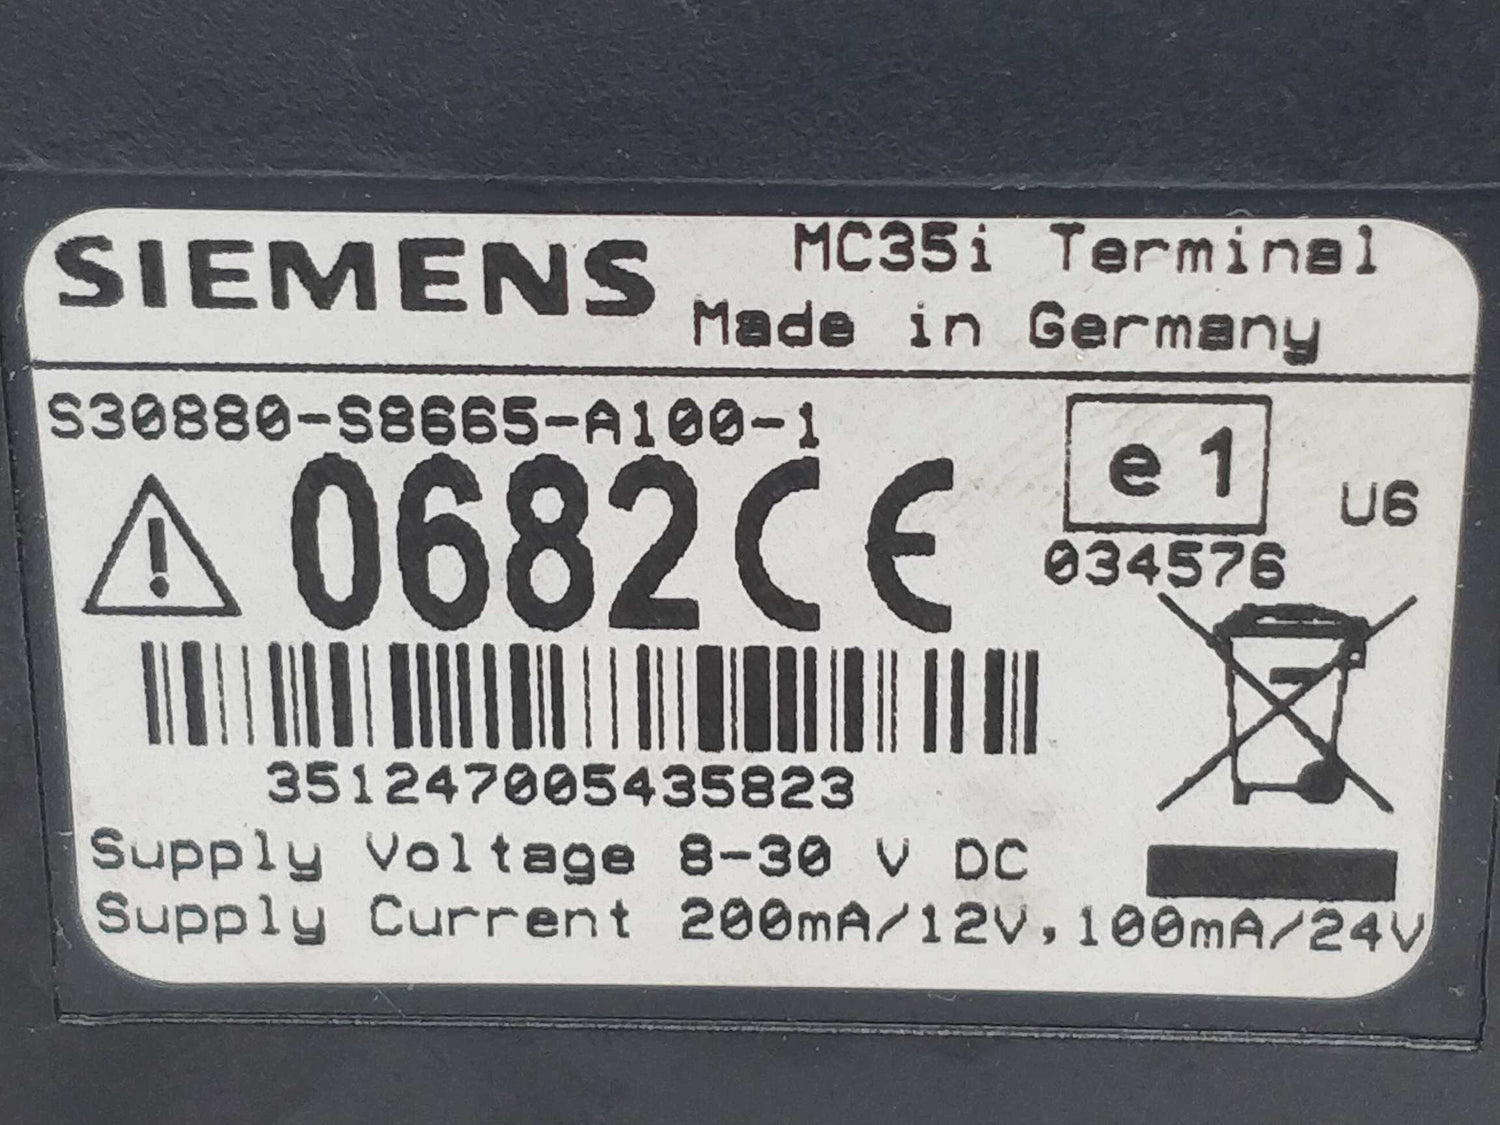 SIEMENS
MC35i Terminal
Made in Germany
S30880-S8665-A100-1
0682CE
e1
U6
034576
351247005435823
Supply Voltage 8-30 V DC
Supply Current 200mA/12V,100mA/24V